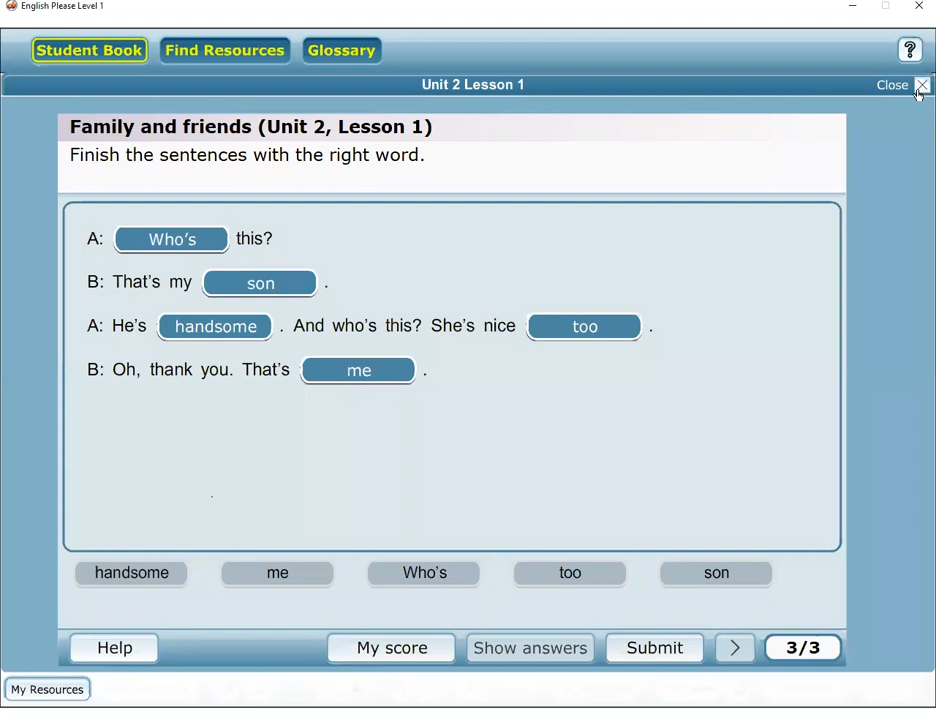 English Please Level 1
Student Book Find Resources Glossary ?
Unit 2 Lesson 1 Close
Family and friends (Unit 2, Lesson 1)
Finish the sentences with the right word.
A: Who's this?
B: That's my son .
A: He's handsome . And who's this? She's nice too .
B: Oh, thank you. That's me .
handsome me Who's too son
Help My score Show answers Submit > 3/3
My Resources